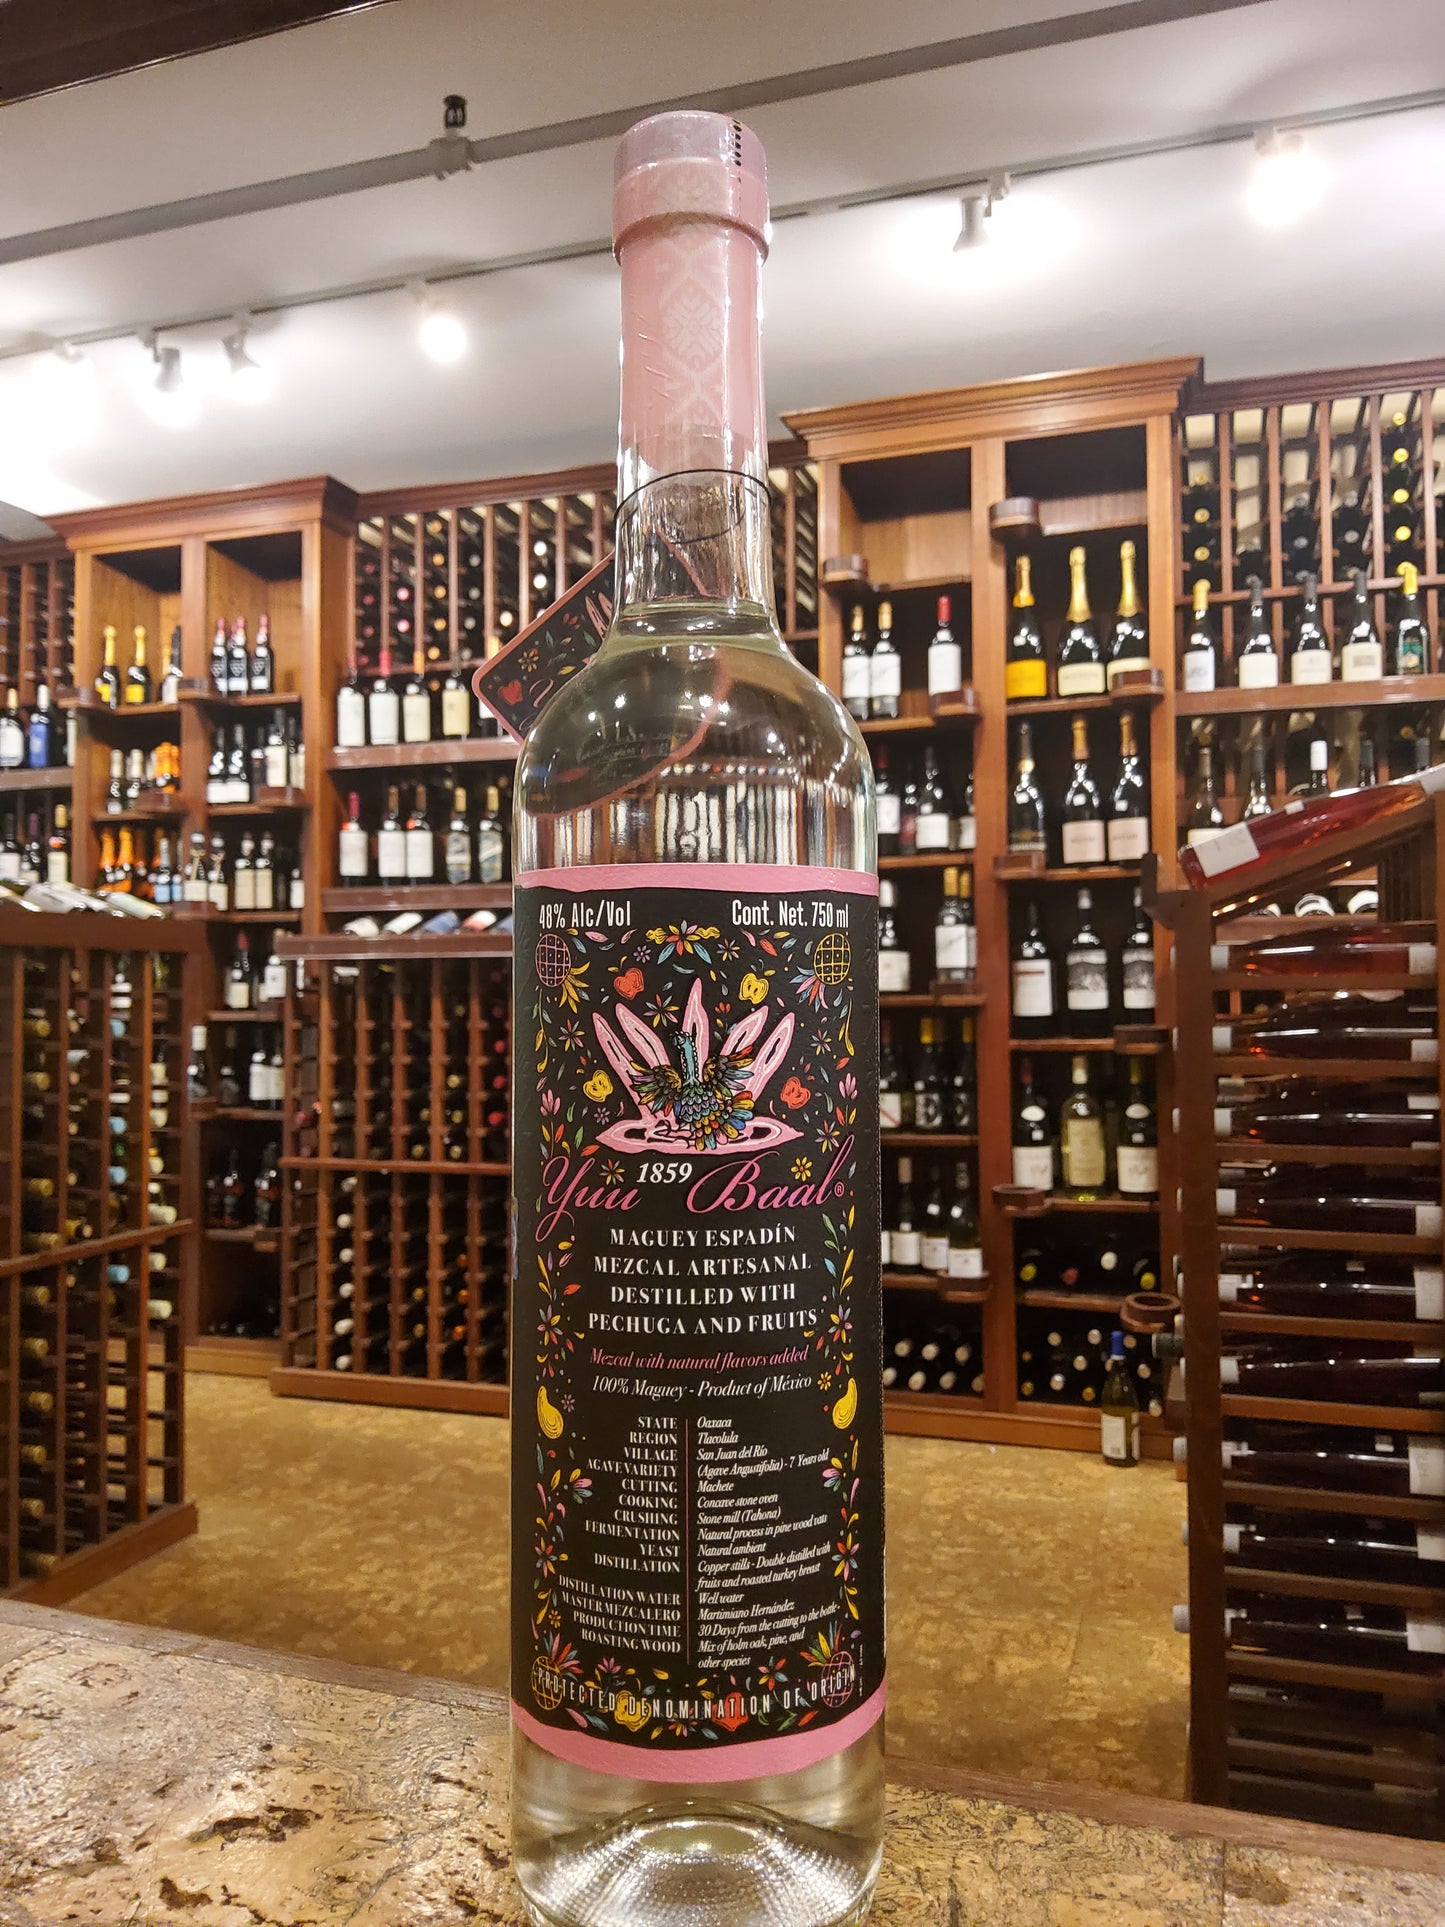 48% Alc/Vol Cont. Net. 750 ml
Yuu 1859 Baal®
MAGUEY ESPADÍN
MEZCAL ARTESANAL
DESTILLED WITH
PECHUGA AND FRUITS
Mezcal with natural flavors added
100% Maguey - Product of México
STATE Oaxaca
REGION Tlacolula
VILLAGE San Juan del Río
AGAVE VARIETY (Agave Angustifolia) - 7 Years old
CUTTING Machete
COOKING Concave stone oven
CRUSHING Stone mill (Tahona)
FERMENTATION Natural process in pine wood vats
YEAST Natural ambient
DISTILLATION Copper stills - Double distilled with
fruits and roasted turkey breast
DISTILLATION WATER Well water
MASTER MEZCALERO Martimiano Hernández
PRODUCTION TIME 30 Days from the cutting to the bottle
ROASTING WOOD Mix of holm oak, pine, and
other species
PROTECTED DENOMINATION OF ORIGIN